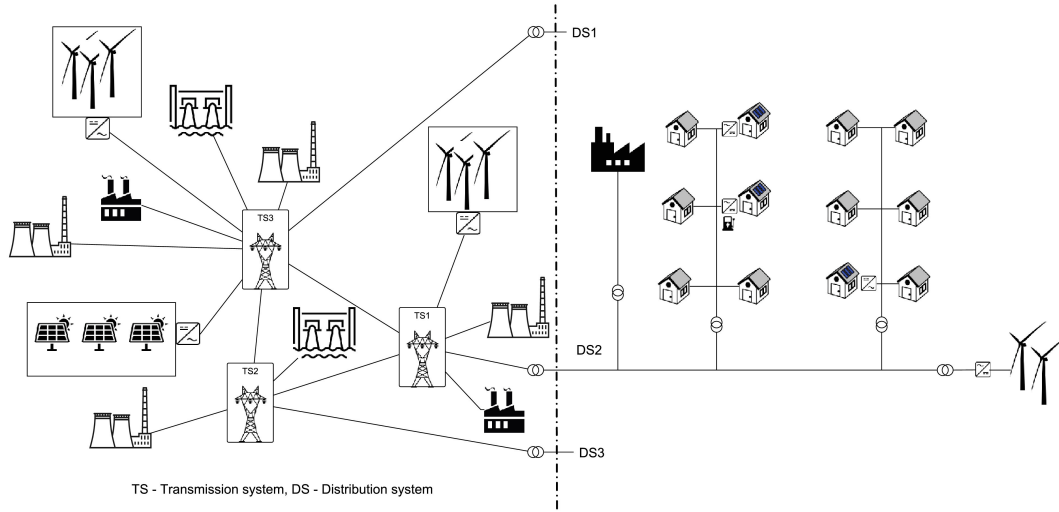 DS1
TS3
TS1
DS2
TS2
DS3
TS - Transmission system, DS - Distribution system